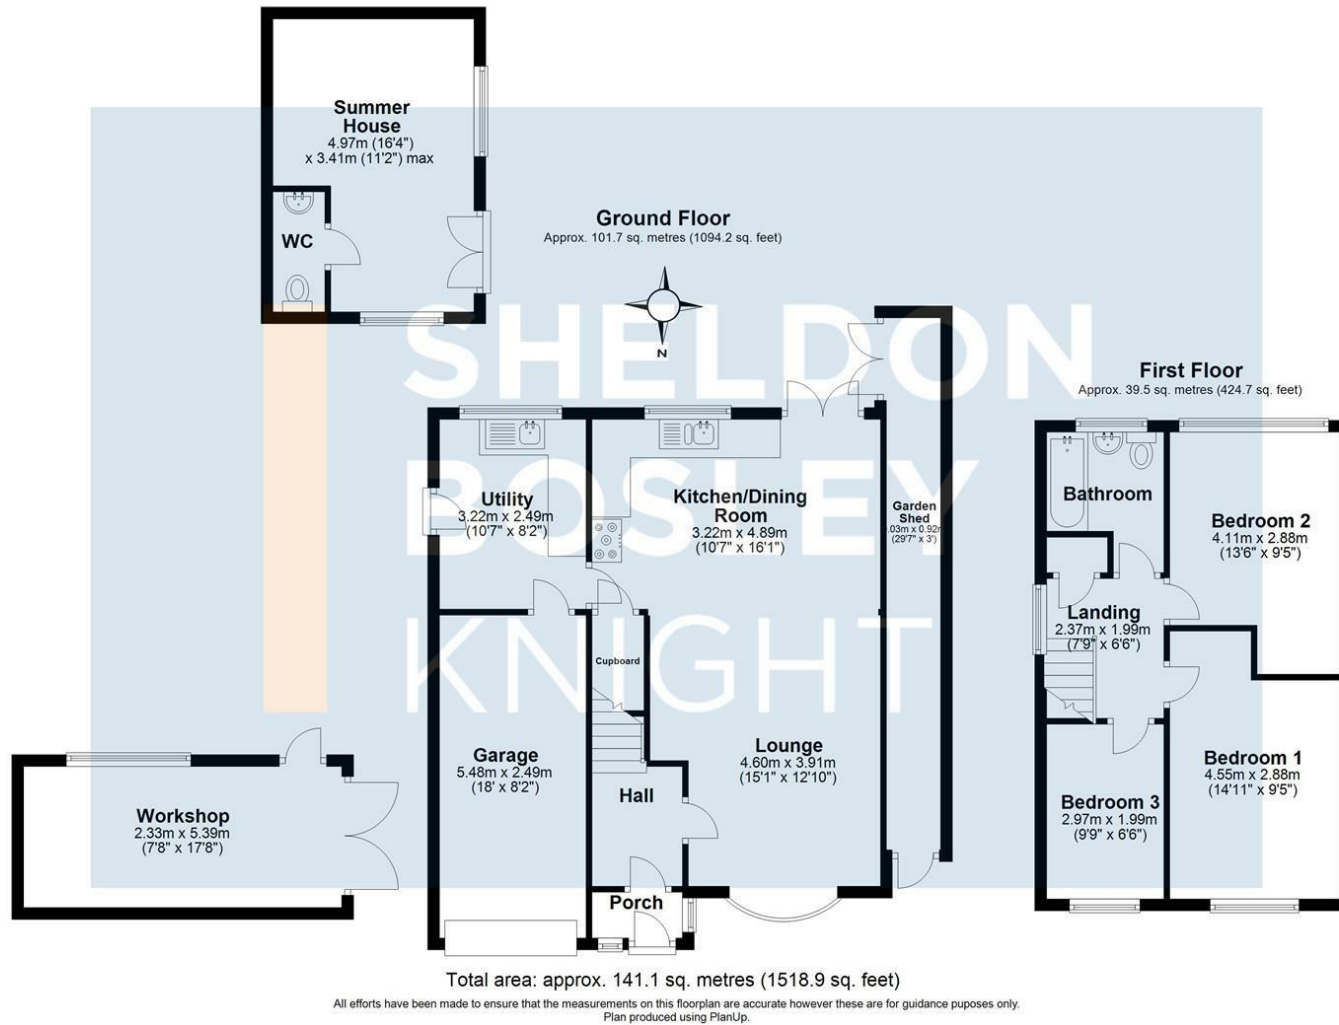 Summer
House
4.97m (16'4")
x 3.41m (11'2") max
WC
Ground Floor
Approx. 101.7 sq. metres (1094.2 sq. feet)
N
SHELDON
BOSLEY
KNIGHT
First Floor
Approx. 39.5 sq. metres (424.7 sq. feet)
Utility
3.22m x 2.49m
(10'7" x 8'2")
Kitchen/Dining
Room
3.22m x 4.89m
(10'7" x 16'1")
Garden
Shed
.03m x 0.92m
(29'7" x 3')
Bathroom
Bedroom 2
4.11m x 2.88m
(13'6" x 9'5")
Landing
2.37m x 1.99m
(7'9" x 6'6")
Cupboard
Garage
5.48m x 2.49m
(18' x 8'2")
Hall
Lounge
4.60m x 3.91m
(15'1" x 12'10")
Bedroom 1
4.55m x 2.88m
(14'11" x 9'5")
Bedroom 3
2.97m x 1.99m
(9'9" x 6'6")
Workshop
2.33m x 5.39m
(7'8" x 17'8")
Porch
Total area: approx. 141.1 sq. metres (1518.9 sq. feet)
All efforts have been made to ensure that the measurements on this floorplan are accurate however these are for guidance puposes only.
Plan produced using PlanUp.